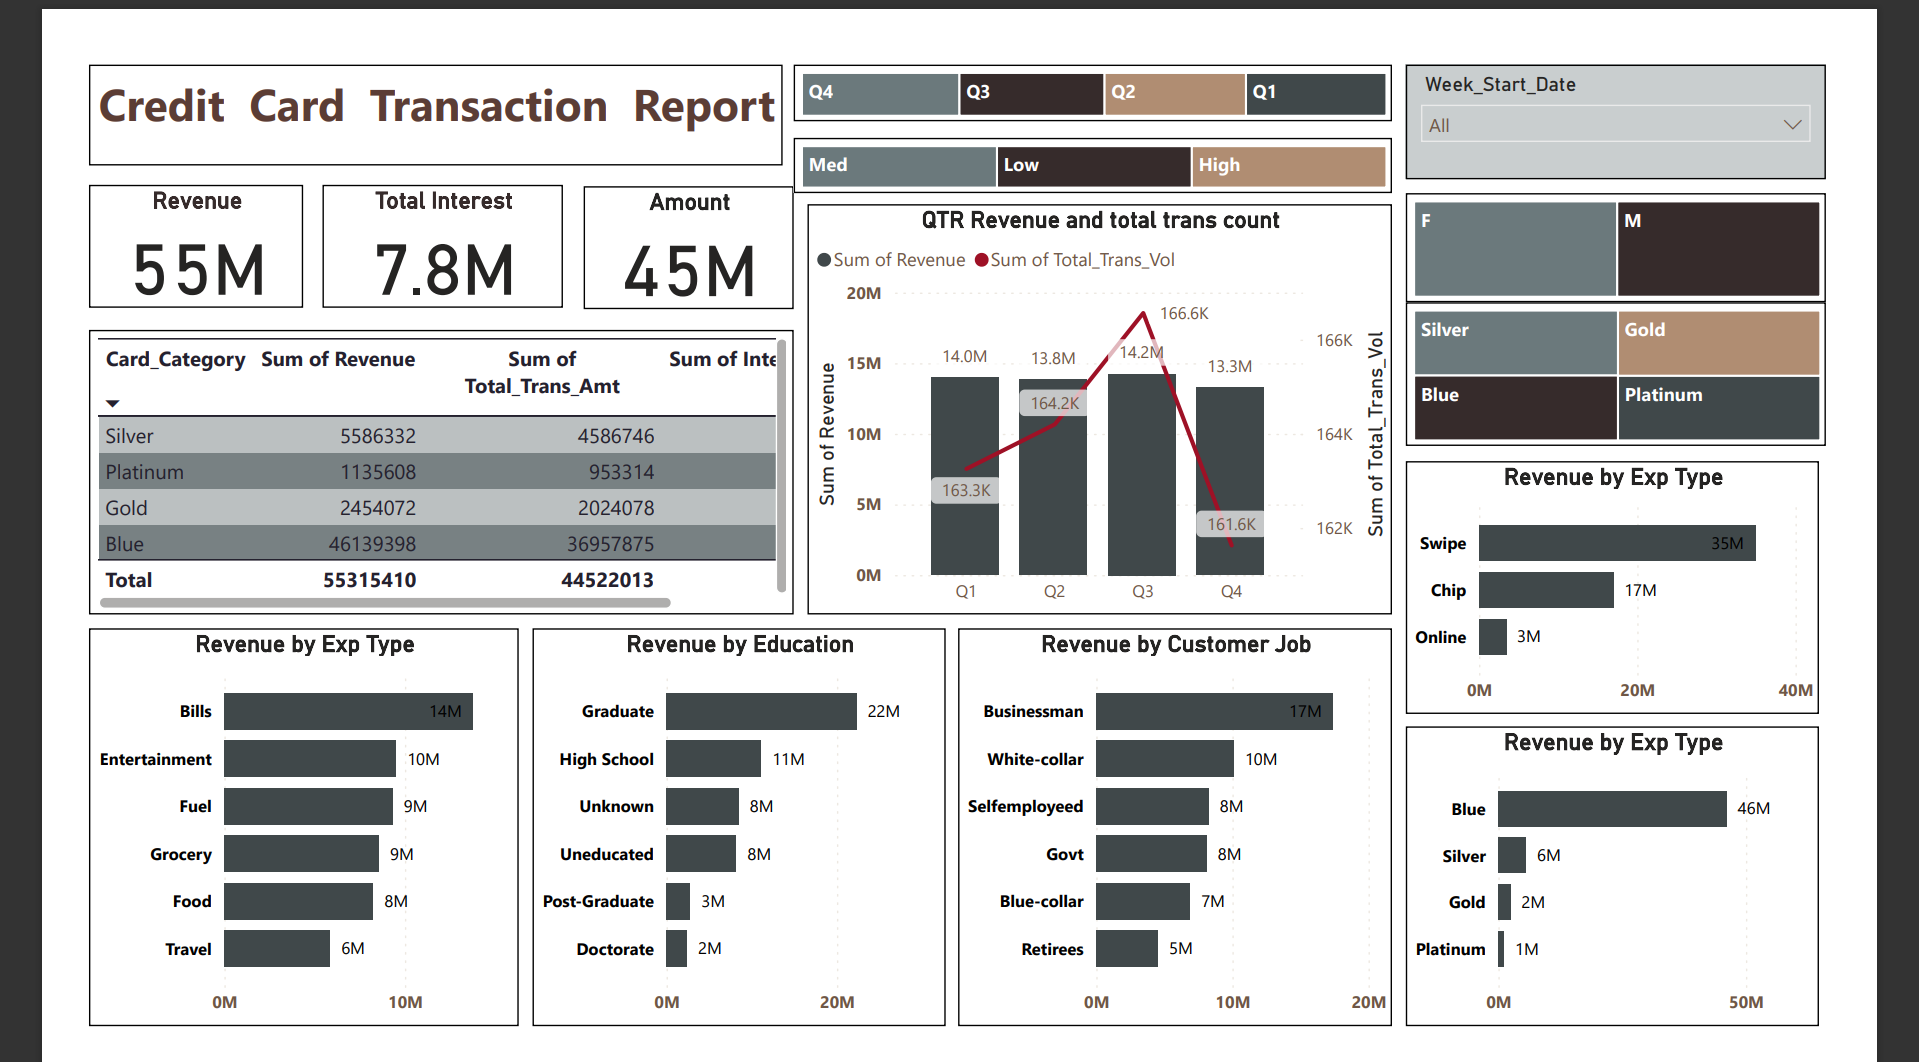 Credit Card Transaction Report
Q4 Q3 Q2 Q1
Med Low High
Week_Start_Date
All
Revenue
55M
Total Interest
7.8M
Amount
45M
F M
Silver Gold
Blue Platinum
Card_Category Sum of Revenue Sum of Sum of Inte
Total_Trans_Amt
Silver 5586332 4586746
Platinum 1135608 953314
Gold 2454072 2024078
Blue 46139398 36957875
Total 55315410 44522013
QTR Revenue and total trans count
Sum of Revenue Sum of Total_Trans_Vol
Sum of Revenue
20M
15M
10M
5M
0M
14.0M 13.8M 14.2M 13.3M
163.3K 164.2K 166.6K 161.6K
Q1 Q2 Q3 Q4
166K
164K
162K
Sum of Total_Trans_Vol
Revenue by Exp Type
Swipe 35M
Chip 17M
Online 3M
0M 20M 40M
Revenue by Exp Type
Bills 14M
Entertainment 10M
Fuel 9M
Grocery 9M
Food 8M
Travel 6M
0M 10M
Revenue by Education
Graduate 22M
High School 11M
Unknown 8M
Uneducated 8M
Post-Graduate 3M
Doctorate 2M
0M 20M
Revenue by Customer Job
Businessman 17M
White-collar 10M
Selfemployeed 8M
Govt 8M
Blue-collar 7M
Retirees 5M
0M 10M 20M
Revenue by Exp Type
Blue 46M
Silver 6M
Gold 2M
Platinum 1M
0M 50M